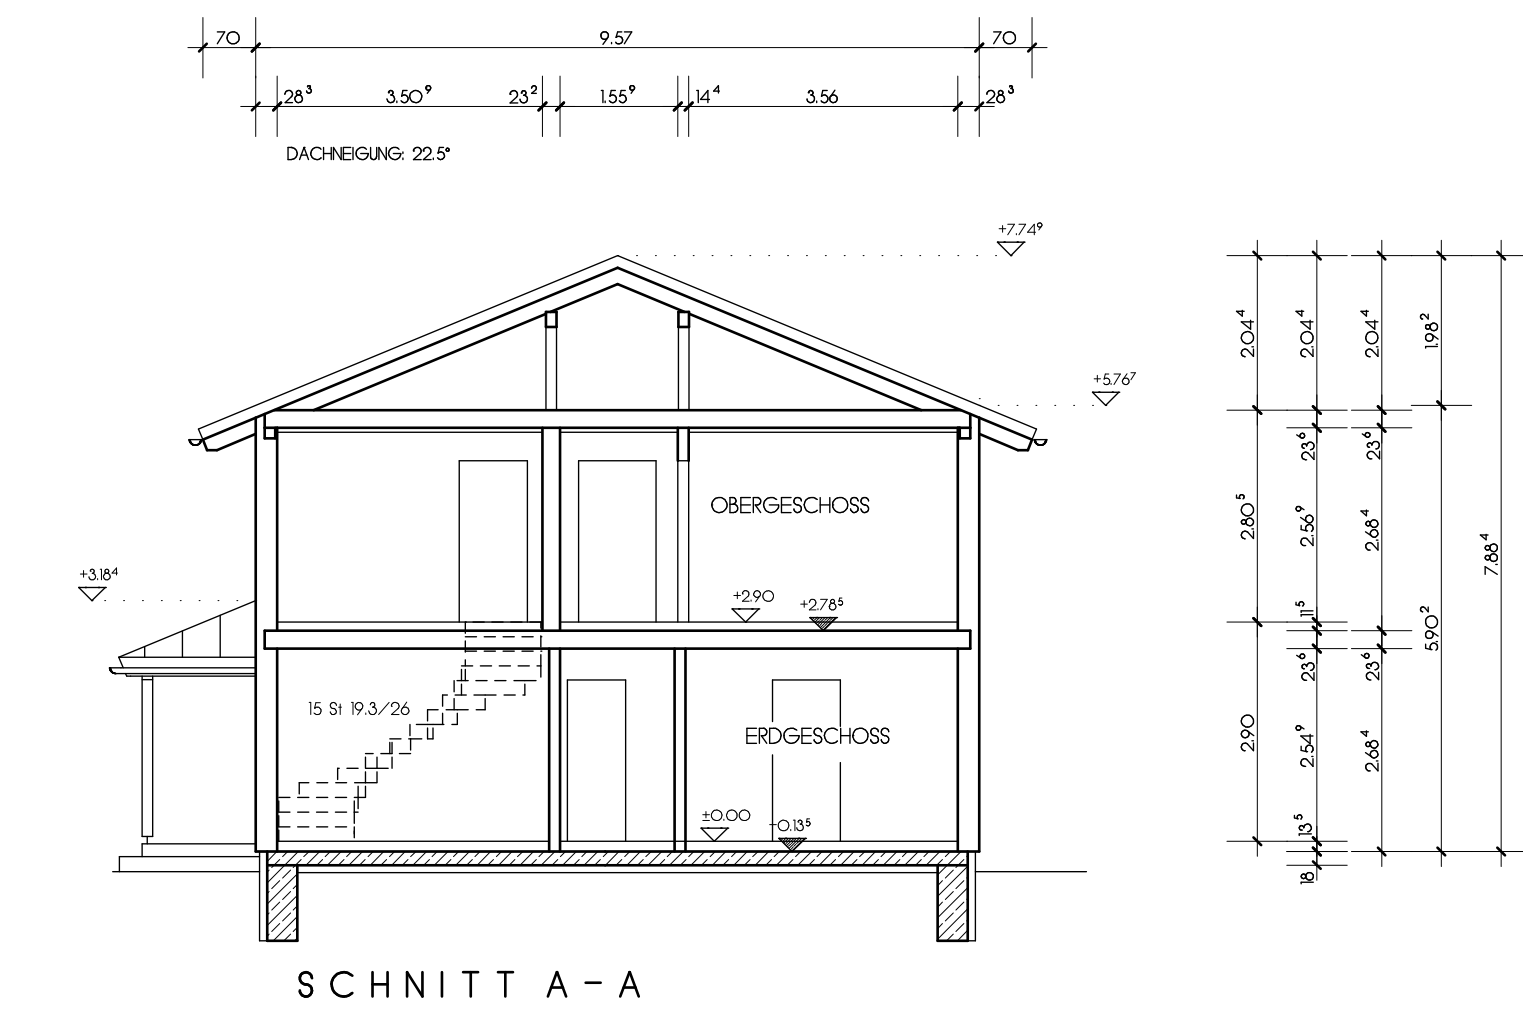 70 9.57 70
28³ 3.50⁹ 23² 1.55⁹ 14⁴ 3.56 28³
DACHNEIGUNG: 22.5°
+7.74⁹
+5.76⁷
OBERGESCHOSS
+3.18⁴
+2.90 +2.78⁵
15 St 19.3/26
ERDGESCHOSS
±0.00 -0.13⁵
SCHNITT A-A
2.04⁴ 2.80⁵ 2.90
2.04⁴ 23⁶ 2.56⁹ 11⁵ 23⁶ 2.54⁹ 13⁵ 18
2.04⁴ 23⁶ 2.68⁴ 23⁶ 2.68⁴
1.98² 5.90²
7.88⁴